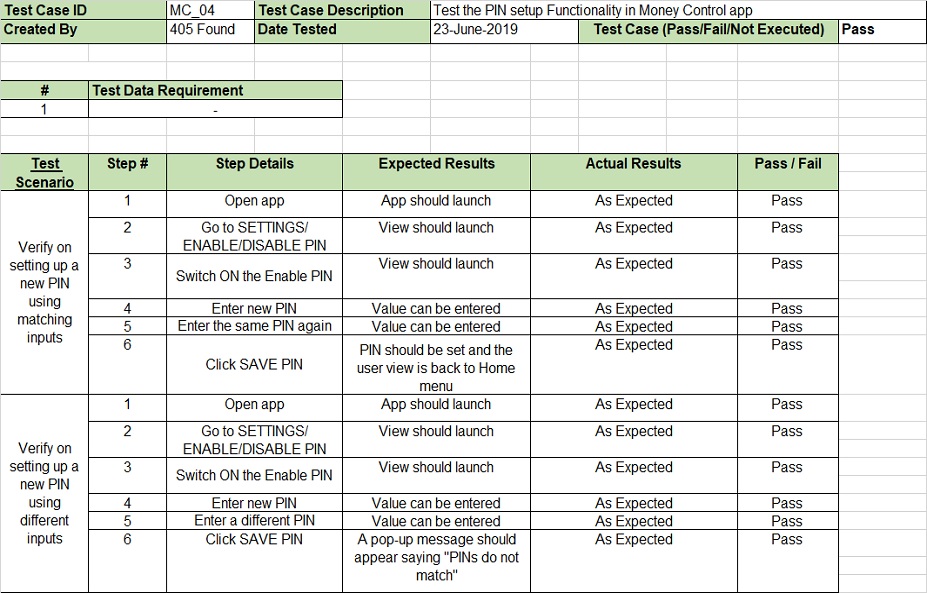 Test Case ID MC_04 Test Case Description Test the PIN setup Functionality in Money Control app
Created By 405 Found Date Tested 23-June-2019 Test Case (Pass/Fail/Not Executed) Pass
# Test Data Requirement
1 -
Test Scenario Step # Step Details Expected Results Actual Results Pass / Fail
Verify on setting up a new PIN using matching inputs
1 Open app App should launch As Expected Pass
2 Go to SETTINGS/ ENABLE/DISABLE PIN View should launch As Expected Pass
3 Switch ON the Enable PIN View should launch As Expected Pass
4 Enter new PIN Value can be entered As Expected Pass
5 Enter the same PIN again Value can be entered As Expected Pass
6 Click SAVE PIN PIN should be set and the user view is back to Home menu As Expected Pass
Verify on setting up a new PIN using different inputs
1 Open app App should launch As Expected Pass
2 Go to SETTINGS/ ENABLE/DISABLE PIN View should launch As Expected Pass
3 Switch ON the Enable PIN View should launch As Expected Pass
4 Enter new PIN Value can be entered As Expected Pass
5 Enter a different PIN Value can be entered As Expected Pass
6 Click SAVE PIN A pop-up message should appear saying "PINs do not match" As Expected Pass